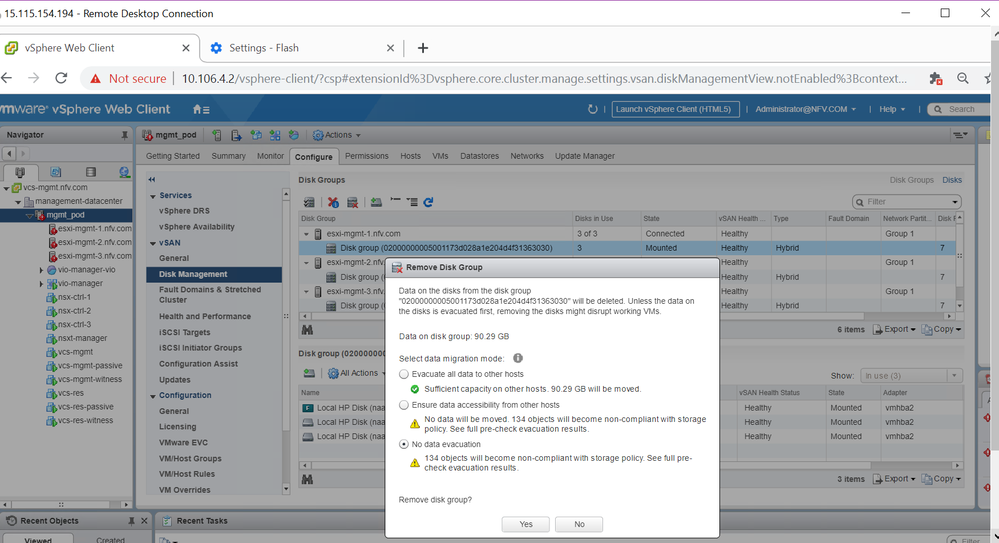 15.115.154.194 - Remote Desktop Connection
vSphere Web Client
Settings - Flash
Not secure
10.106.4.2/vsphere-client/?csp#extensionId%3Dvsphere.core.cluster.manage.settings.vsan.diskManagementView.notEnabled%3Bcontext...
vmware® vSphere Web Client
Launch vSphere Client (HTML5)
Administrator@NFV.COM
Help
Search
Navigator
mgmt_pod
Actions
Getting Started Summary Monitor Configure Permissions Hosts VMs Datastores Networks Update Manager
vcs-mgmt.nfv.com
management-datacenter
mgmt_pod
esxi-mgmt-1.nfv.com
esxi-mgmt-2.nfv.com
esxi-mgmt-3.nfv.com
vio-manager-vio
vio-manager
nsx-ctrl-1
nsx-ctrl-2
nsx-ctrl-3
nsxt-manager
vcs-mgmt
vcs-mgmt-passive
vcs-mgmt-witness
vcs-res
vcs-res-passive
vcs-res-witness
Services
vSphere DRS
vSphere Availability
vSAN
General
Disk Management
Fault Domains & Stretched
Cluster
Health and Performance
iSCSI Targets
iSCSI Initiator Groups
Configuration Assist
Updates
Configuration
General
Licensing
VMware EVC
VM/Host Groups
VM/Host Rules
VM Overrides
Disk Groups
Disk Groups Disks
Filter
Disk Group Disks in Use State vSAN Health ... Type Fault Domain Network Partit... Disk F
esxi-mgmt-1.nfv.com 3 of 3 Connected Healthy Group 1
Disk group (02000000005001173d028a1e204d4f31363030) 3 Mounted Healthy Hybrid 7
esxi-mgmt-2.nfv. Healthy Group 1
Disk group ( Healthy Hybrid 7
esxi-mgmt-3.nfv. Healthy Group 1
Disk group ( Healthy Hybrid 7
6 items Export Copy
Disk group (0200000
All Actions
Show: In use (3)
Name vSAN Health Status State Adapter
F Local HP Disk (naa Healthy Mounted vmhba2
Local HP Disk (naa Healthy Mounted vmhba2
Local HP Disk (naa Healthy Mounted vmhba2
3 items Export Copy
Remove Disk Group
Data on the disks from the disk group
"02000000005001173d028a1e204d4f31363030" will be deleted. Unless the data on
the disks is evacuated first, removing the disks might disrupt working VMs.
Data on disk group: 90.29 GB
Select data migration mode:
Evacuate all data to other hosts
Sufficient capacity on other hosts. 90.29 GB will be moved.
Ensure data accessibility from other hosts
No data will be moved. 134 objects will become non-compliant with storage
policy. See full pre-check evacuation results.
No data evacuation
134 objects will become non-compliant with storage policy. See full pre-
check evacuation results.
Remove disk group?
Yes No
Recent Objects
Viewed Created
Recent Tasks
Filter